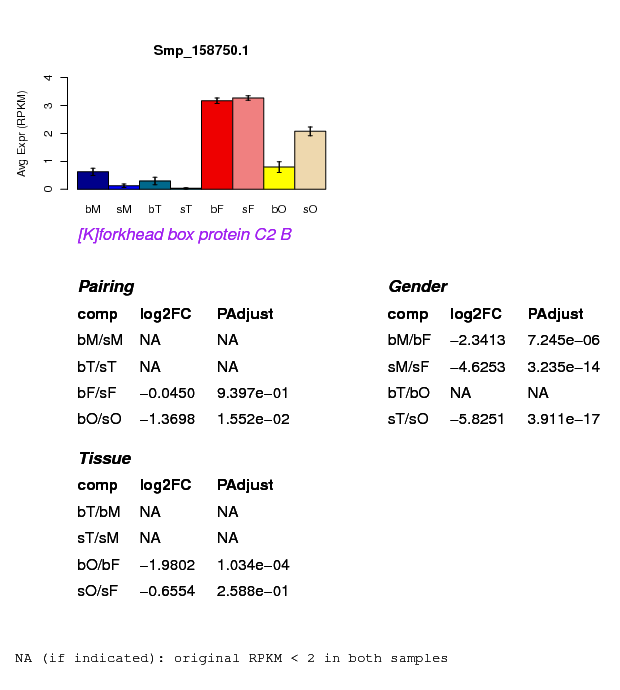 Smp_158750.1
Avg Expr (RPKM)
4
3
2
1
0
bM sM bT sT bF sF bO sO
[K]forkhead box protein C2 B
Pairing
comp log2FC PAdjust
bM/sM NA NA
bT/sT NA NA
bF/sF −0.0450 9.397e−01
bO/sO −1.3698 1.552e−02
Gender
comp log2FC PAdjust
bM/bF −2.3413 7.245e−06
sM/sF −4.6253 3.235e−14
bT/bO NA NA
sT/sO −5.8251 3.911e−17
Tissue
comp log2FC PAdjust
bT/bM NA NA
sT/sM NA NA
bO/bF −1.9802 1.034e−04
sO/sF −0.6554 2.588e−01
NA (if indicated): original RPKM < 2 in both samples